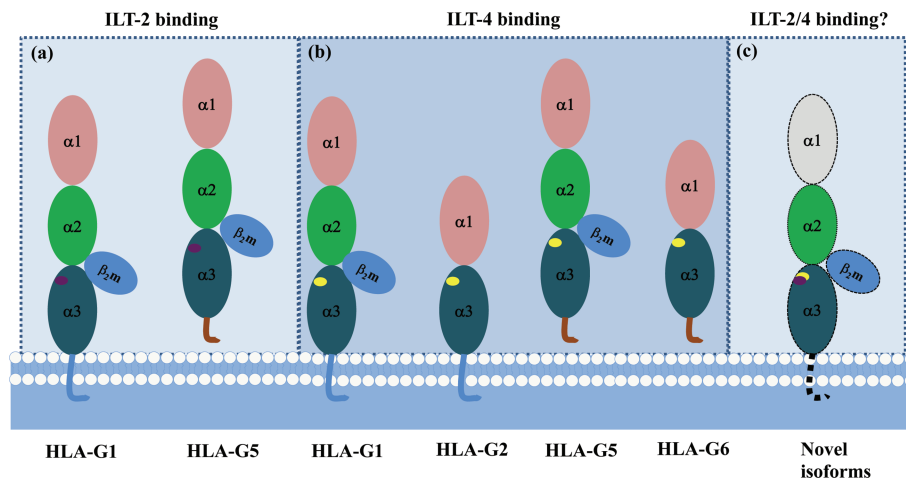 ILT-2 binding
ILT-4 binding
ILT-2/4 binding?
(a)
(b)
(c)
α1
α2
β₂m
α3
α1
α2
β₂m
α3
α1
α2
β₂m
α3
α1
α3
α1
α2
β₂m
α3
α1
α3
α1
α2
β₂m
α3
HLA-G1
HLA-G5
HLA-G1
HLA-G2
HLA-G5
HLA-G6
Novel
isoforms